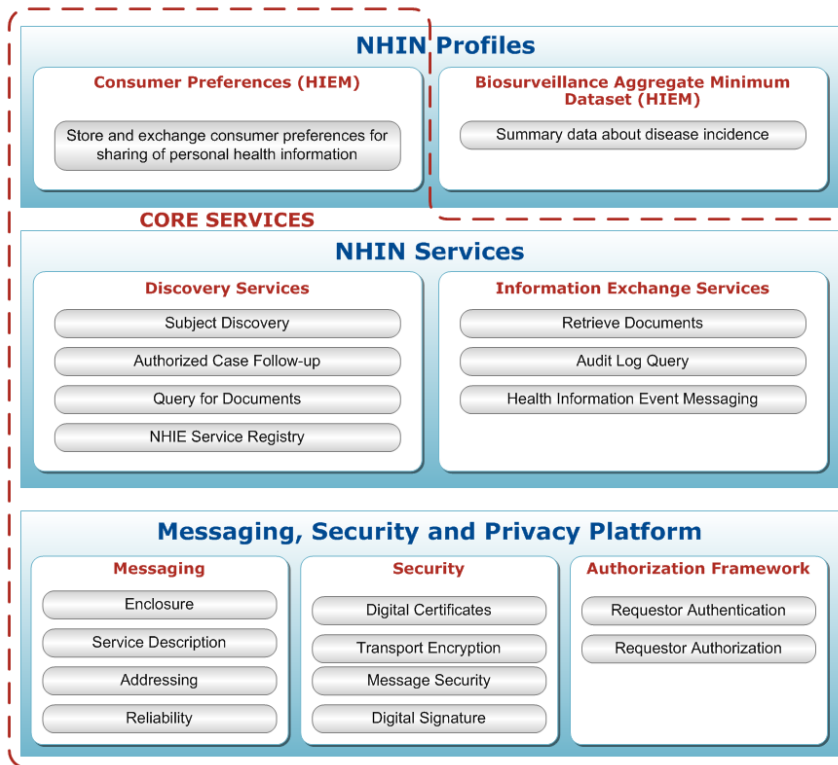 NHIN Profiles
Consumer Preferences (HIEM)
Store and exchange consumer preferences for
sharing of personal health information
Biosurveillance Aggregate Minimum
Dataset (HIEM)
Summary data about disease incidence
CORE SERVICES
NHIN Services
Discovery Services
Subject Discovery
Authorized Case Follow-up
Query for Documents
NHIE Service Registry
Information Exchange Services
Retrieve Documents
Audit Log Query
Health Information Event Messaging
Messaging, Security and Privacy Platform
Messaging
Enclosure
Service Description
Addressing
Reliability
Security
Digital Certificates
Transport Encryption
Message Security
Digital Signature
Authorization Framework
Requestor Authentication
Requestor Authorization